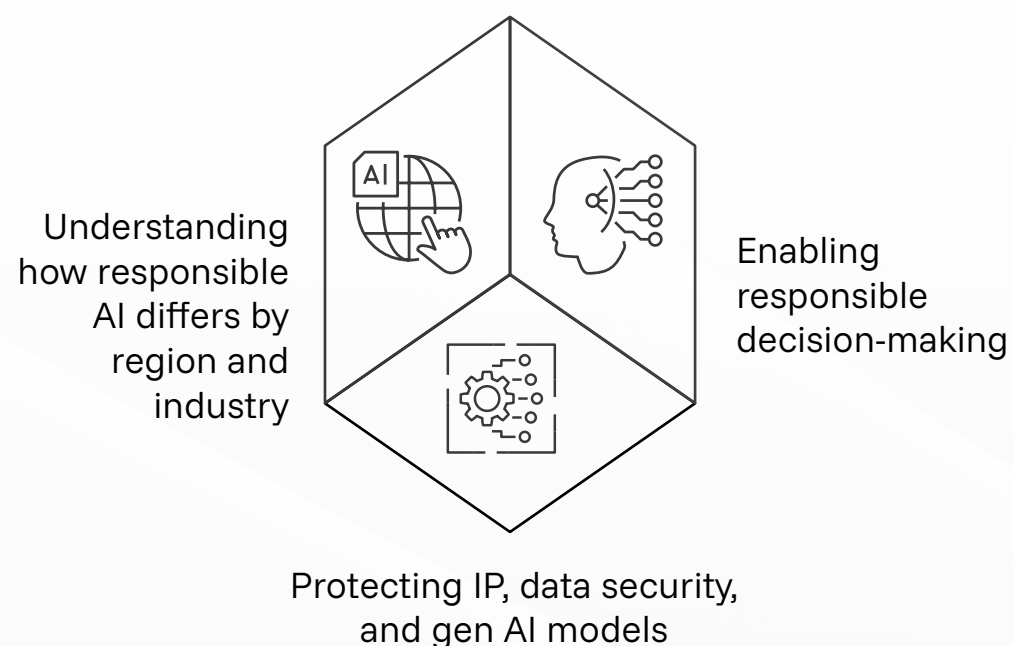 Understanding
how responsible
AI differs by
region and
industry
AI
Enabling
responsible
decision-making
Protecting IP, data security,
and gen AI models